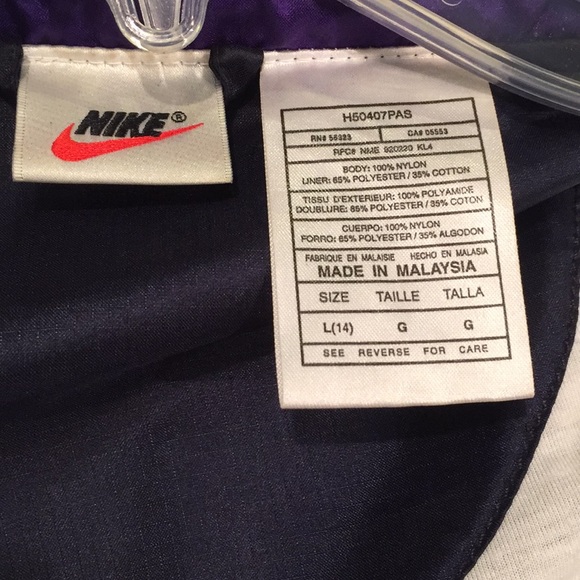 NIKE®
H50407PAS
RN# 56323 CA# 05553
RFC# NME 920220 KL4
BODY: 100% NYLON
LINER: 65% POLYESTER / 35% COTTON
TISSU D'EXTERIEUR: 100% POLYAMIDE
DOUBLURE: 65% POLYESTER / 35% COTON
CUERPO: 100% NYLON
FORRO: 65% POLYESTER / 35% ALGODON
FABRIQUE EN MALAISIE HECHO EN MALASIA
MADE IN MALAYSIA
SIZE TAILLE TALLA
L(14) G G
SEE REVERSE FOR CARE